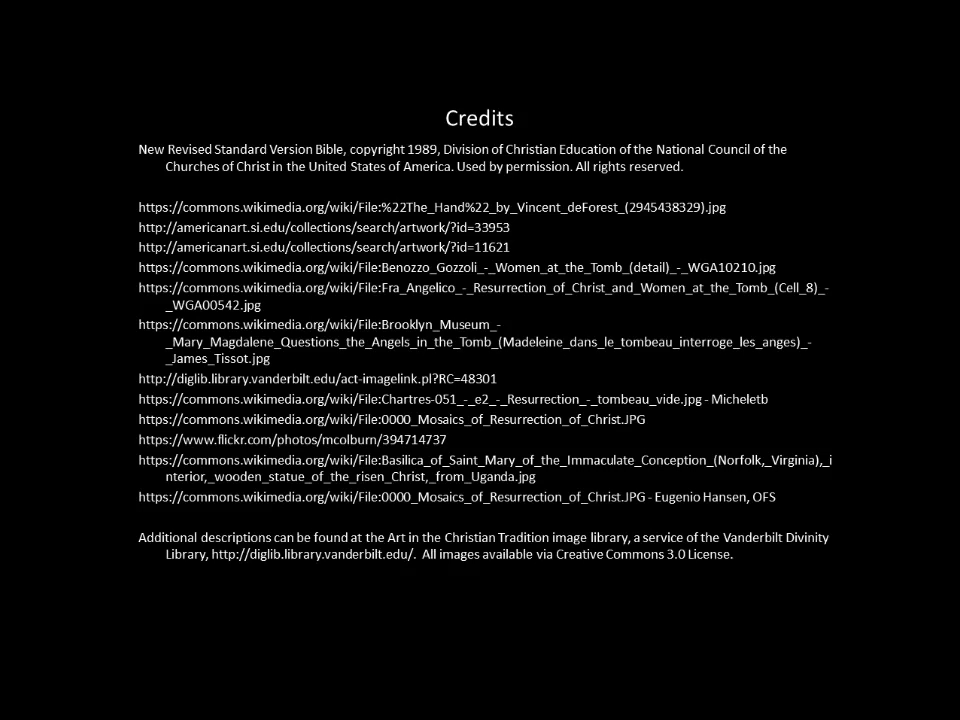 Credits
New Revised Standard Version Bible, copyright 1989, Division of Christian Education of the National Council of the
Churches of Christ in the United States of America. Used by permission. All rights reserved.
https://commons.wikimedia.org/wiki/File:%22The_Hand%22_by_Vincent_deForest_(2945438329).jpg
http://americanart.si.edu/collections/search/artwork/?id=33953
http://americanart.si.edu/collections/search/artwork/?id=11621
https://commons.wikimedia.org/wiki/File:Benozzo_Gozzoli_-_Women_at_the_Tomb_(detail)_-_WGA10210.jpg
https://commons.wikimedia.org/wiki/File:Fra_Angelico_-_Resurrection_of_Christ_and_Women_at_the_Tomb_(Cell_8)_-
_WGA00542.jpg
https://commons.wikimedia.org/wiki/File:Brooklyn_Museum_-
_Mary_Magdalene_Questions_the_Angels_in_the_Tomb_(Madeleine_dans_le_tombeau_interroge_les_anges)_-
_James_Tissot.jpg
http://diglib.library.vanderbilt.edu/act-imagelink.pl?RC=48301
https://commons.wikimedia.org/wiki/File:Chartres-051_-_e2_-_Resurrection_-_tombeau_vide.jpg - Micheletb
https://commons.wikimedia.org/wiki/File:0000_Mosaics_of_Resurrection_of_Christ.JPG
https://www.flickr.com/photos/mcolburn/394714737
https://commons.wikimedia.org/wiki/File:Basilica_of_Saint_Mary_of_the_Immaculate_Conception_(Norfolk,_Virginia),_i
nterior,_wooden_statue_of_the_risen_Christ,_from_Uganda.jpg
https://commons.wikimedia.org/wiki/File:0000_Mosaics_of_Resurrection_of_Christ.JPG - Eugenio Hansen, OFS
Additional descriptions can be found at the Art in the Christian Tradition image library, a service of the Vanderbilt Divinity
Library, http://diglib.library.vanderbilt.edu/.  All images available via Creative Commons 3.0 License.